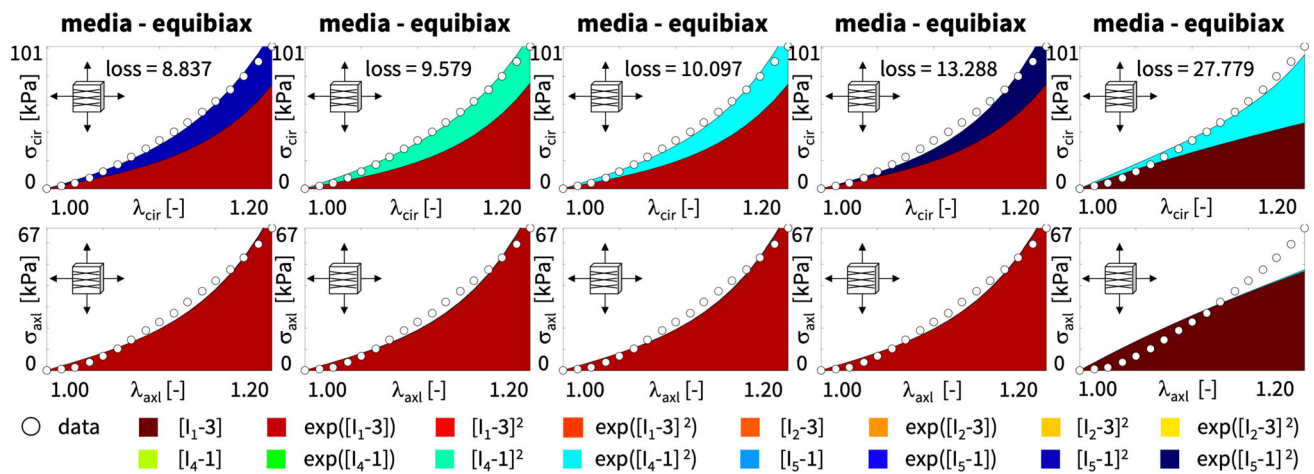 media - equibiax media - equibiax media - equibiax media - equibiax media - equibiax
101 101 101 101 101
loss = 8.837 loss = 9.579 loss = 10.097 loss = 13.288 loss = 27.779
σcir [kPa] σcir [kPa] σcir [kPa] σcir [kPa] σcir [kPa]
0 0 0 0 0
1.00 λcir [-] 1.20 1.00 λcir [-] 1.20 1.00 λcir [-] 1.20 1.00 λcir [-] 1.20 1.00 λcir [-] 1.20
67 67 67 67 67
σaxl [kPa] σaxl [kPa] σaxl [kPa] σaxl [kPa] σaxl [kPa]
0 0 0 0 0
1.00 λaxl [-] 1.20 1.00 λaxl [-] 1.20 1.00 λaxl [-] 1.20 1.00 λaxl [-] 1.20 1.00 λaxl [-] 1.20
data [I₁-3] exp([I₁-3]) [I₁-3]² exp([I₁-3]²) [I₂-3] exp([I₂-3]) [I₂-3]² exp([I₂-3]²)
[I₄-1] exp([I₄-1]) [I₄-1]² exp([I₄-1]²) [I₅-1] exp([I₅-1]) [I₅-1]² exp([I₅-1]²)